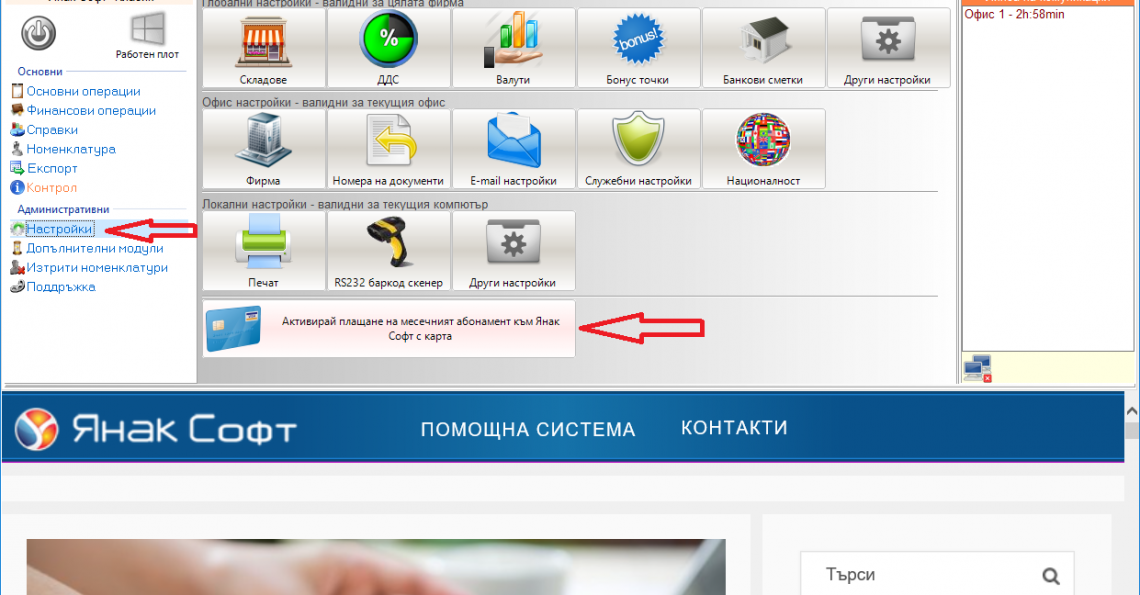 Глобални настройки - валидни за цялата фирма
Офис 1 - 2h:58min
Работен плот
Основни
Основни операции
Финансови операции
Справки
Номенклатура
Експорт
Контрол
Административни
Настройки
Допълнителни модули
Изтрити номенклатури
Поддръжка
%
bonus!
Складове
ДДС
Валути
Бонус точки
Банкови сметки
Други настройки
Офис настройки - валидни за текущия офис
Фирма
Номера на документи
E-mail настройки
Служебни настройки
Националност
Локални настройки - валидни за текущия компютър
Печат
RS232 баркод скенер
Други настройки
Активирай плащане на месечният абонамент към Янак
Софт с карта
Янак Софт
ПОМОЩНА СИСТЕМА
КОНТАКТИ
Търси